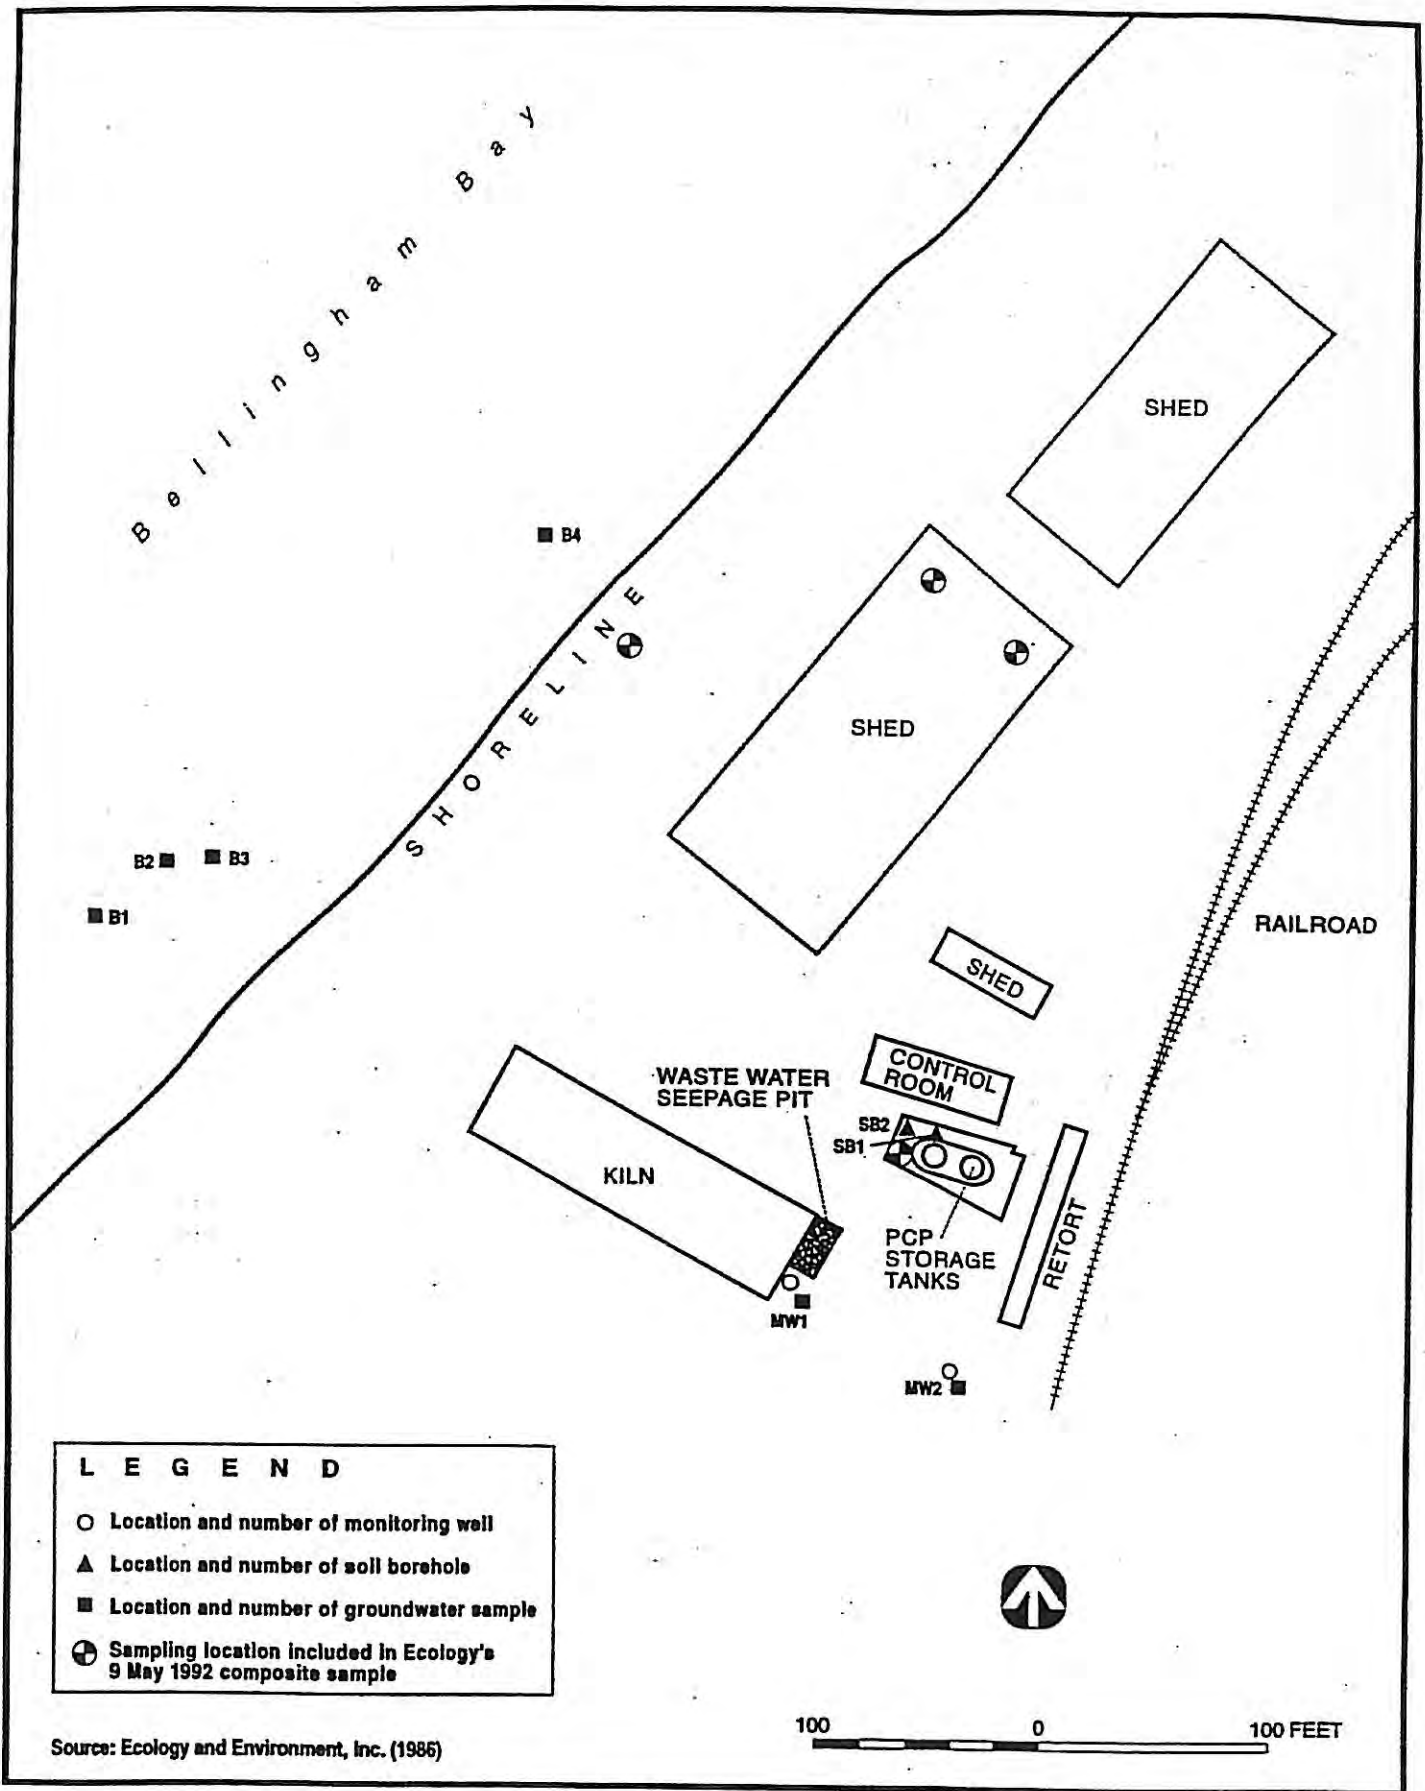 Bellingham Bay
SHED
B4
SHORELINE
SHED
B2
B3
B1
RAILROAD
SHED
CONTROL
ROOM
WASTE WATER
SEEPAGE PIT
SB2
SB1
KILN
PCP
STORAGE
TANKS
RETORT
MW1
MW2
LEGEND
Location and number of monitoring well
Location and number of soil borehole
Location and number of groundwater sample
Sampling location included in Ecology's
9 May 1992 composite sample
100 0 100 FEET
Source: Ecology and Environment, Inc. (1986)